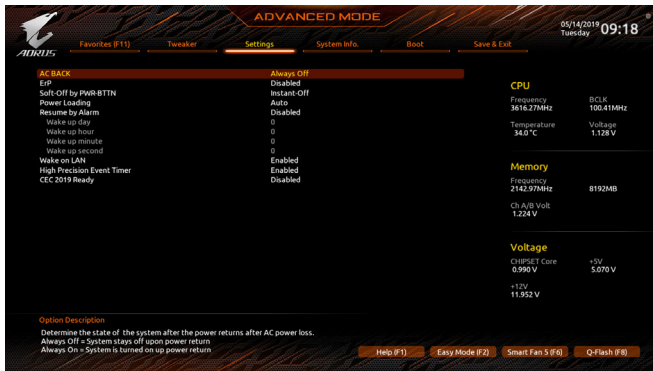 ADVANCED MODE
05/14/2019 Tuesday 09:18
AORUS
Favorites (F11) Tweaker Settings System Info. Boot Save & Exit
AC BACK Always Off
ErP Disabled
Soft-Off by PWR-BTTN Instant-Off
Power Loading Auto
Resume by Alarm Disabled
Wake up day 0
Wake up hour 0
Wake up minute 0
Wake up second 0
Wake on LAN Enabled
High Precision Event Timer Enabled
CEC 2019 Ready Disabled
CPU
Frequency BCLK
3616.27MHz 100.41MHz
Temperature Voltage
34.0 °C 1.128 V
Memory
Frequency
2142.97MHz 8192MB
Ch A/B Volt
1.224 V
Voltage
CHIPSET Core +5V
0.990 V 5.070 V
+12V
11.952 V
Option Description
Determine the state of the system after the power returns after AC power loss.
Always Off = System stays off upon power return
Always On = System is turned on up power return
Help (F1) Easy Mode (F2) Smart Fan 5 (F6) Q-Flash (F8)